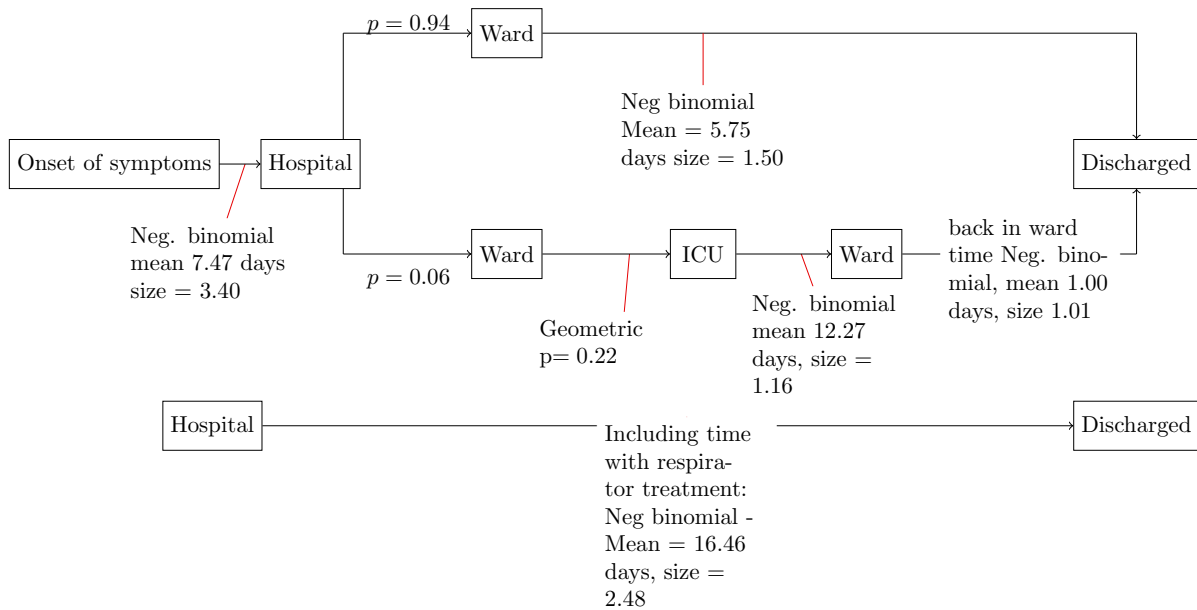 p = 0.94
Ward
Neg binomial
Mean = 5.75
days size = 1.50
Onset of symptoms
Hospital
Discharged
Neg. binomial
mean 7.47 days
size = 3.40
p = 0.06
Ward
Geometric
p= 0.22
ICU
Neg. binomial
mean 12.27
days, size =
1.16
Ward
back in ward
time Neg. bino-
mial, mean 1.00
days, size 1.01
Hospital
Including time
with respira-
tor treatment:
Neg binomial -
Mean = 16.46
days, size =
2.48
Discharged